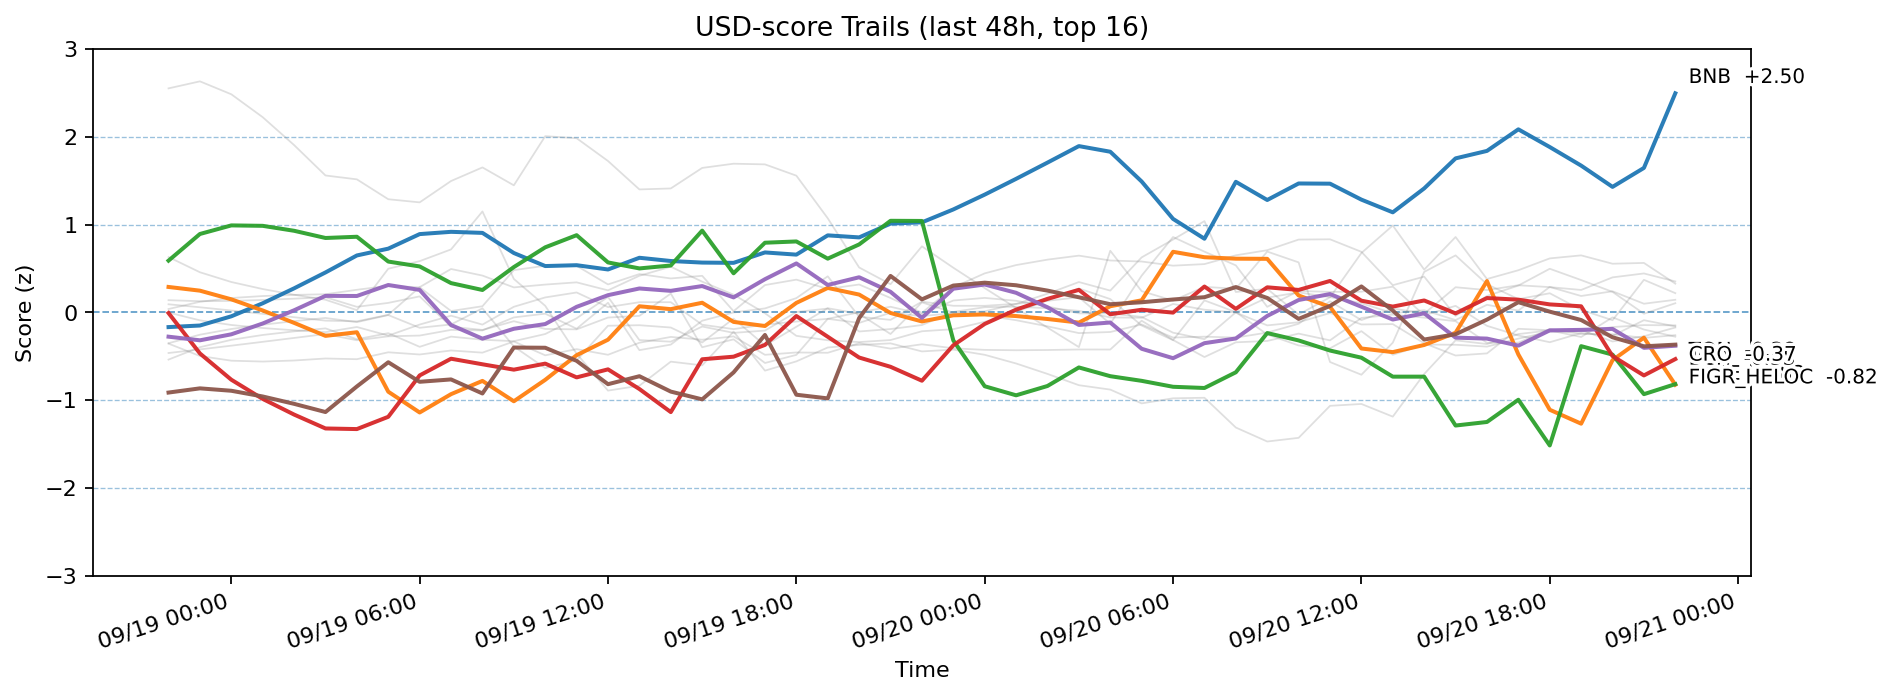 USD-score Trails (last 48h, top 16)
BNB +2.50
3
2
1
0
−1
−2
−3
Score (z)
CRO -0.37
FIGR_HELOC -0.82
09/19 00:00
09/19 06:00
09/19 12:00
09/19 18:00
09/20 00:00
09/20 06:00
09/20 12:00
09/20 18:00
09/21 00:00
Time